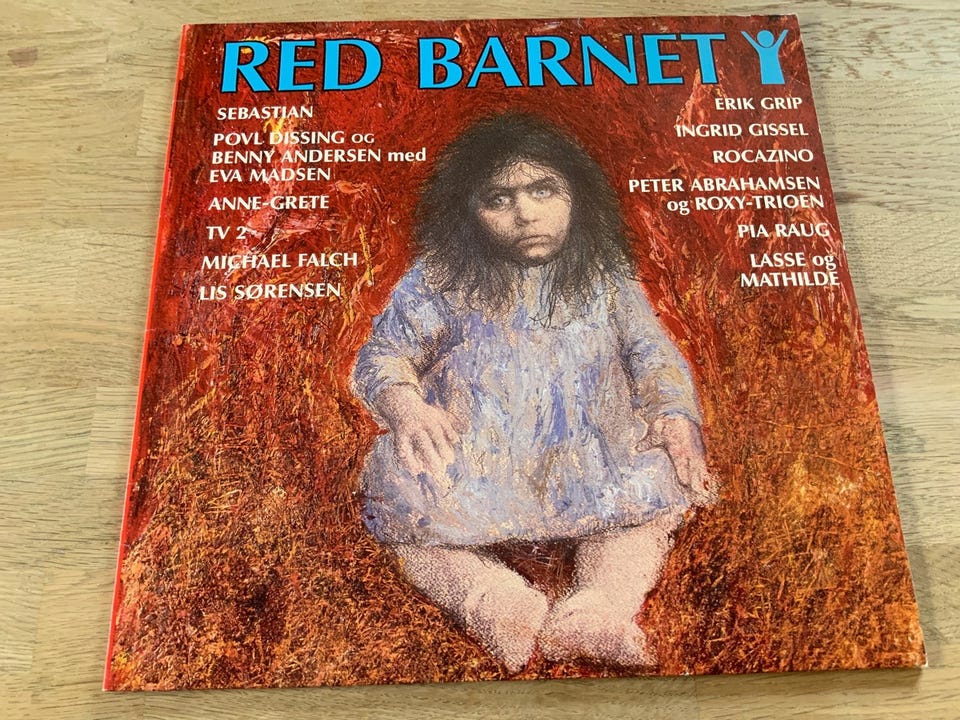 RED BARNET
SEBASTIAN
POVL DISSING OG
BENNY ANDERSEN med
EVA MADSEN
ANNE-GRETE
TV 2
MICHAEL FALCH
LIS SØRENSEN
ERIK GRIP
INGRID GISSEL
ROCAZINO
PETER ABRAHAMSEN
og ROXY-TRIOEN
PIA RAUG
LASSE og
MATHILDE